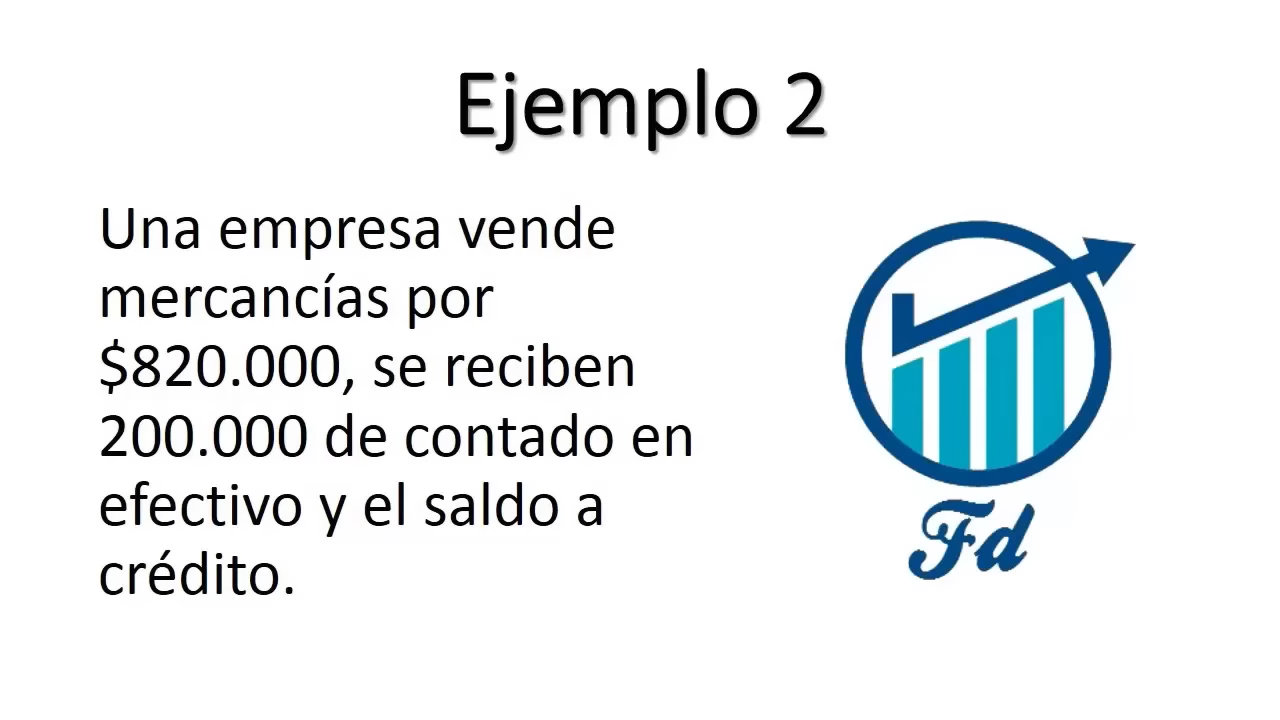 Ejemplo 2
Una empresa vende
mercancías por
$820.000, se reciben
200.000 de contado en
efectivo y el saldo a
crédito.
Fd